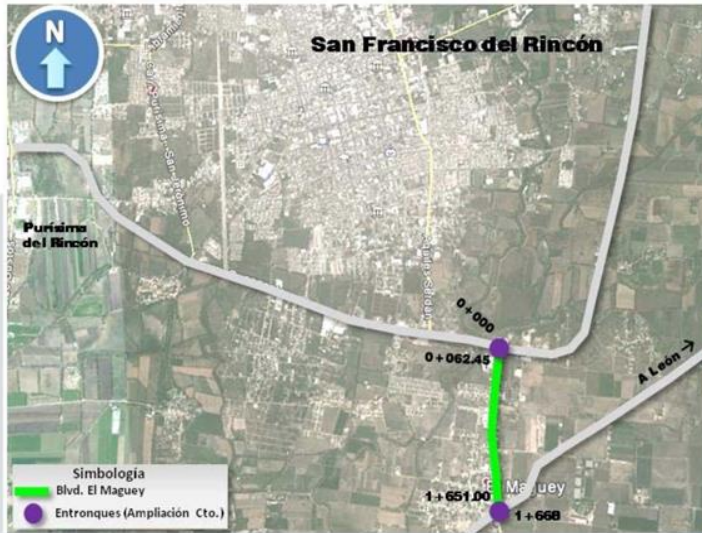 N
San Francisco del Rincón
Purísima
del Rincón
0+000
0+062.45
A León →
El Maguey
1+651.00
1+668
Simbología
Blvd. El Maguey
Entronques (Ampliación Cto.)